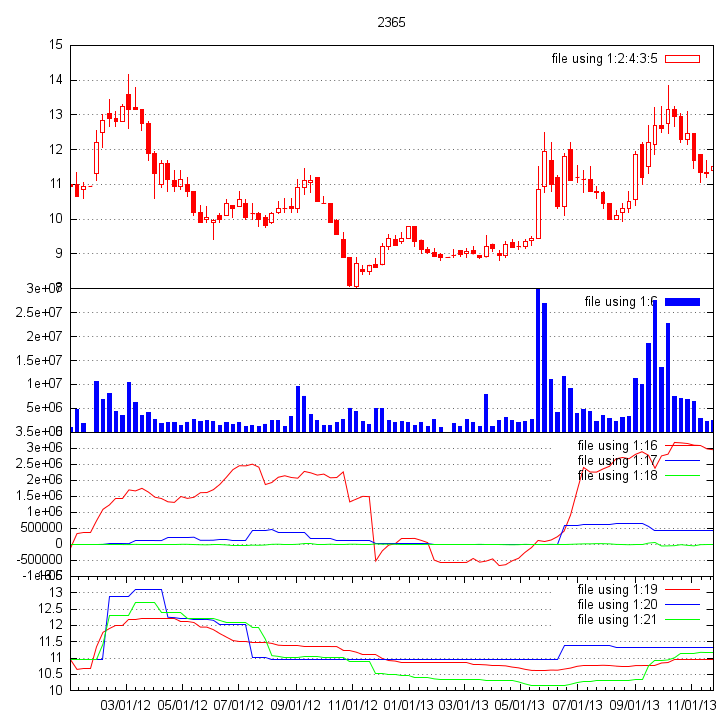 2365
15
file using 1:2:4:3:5
14
13
12
11
10
9
8
3e+07
file using 1:6
2.5e+07
2e+07
1.5e+07
1e+07
5e+06
0
3.5e+06
3e+06
file using 1:16
2.5e+06
file using 1:17
2e+06
file using 1:18
1.5e+06
1e+06
500000
0
-500000
-1e+06
13
file using 1:19
12.5
file using 1:20
12
file using 1:21
11.5
11
10.5
10
03/01/12 05/01/12 07/01/12 09/01/12 11/01/12 01/01/13 03/01/13 05/01/13 07/01/13 09/01/13 11/01/13